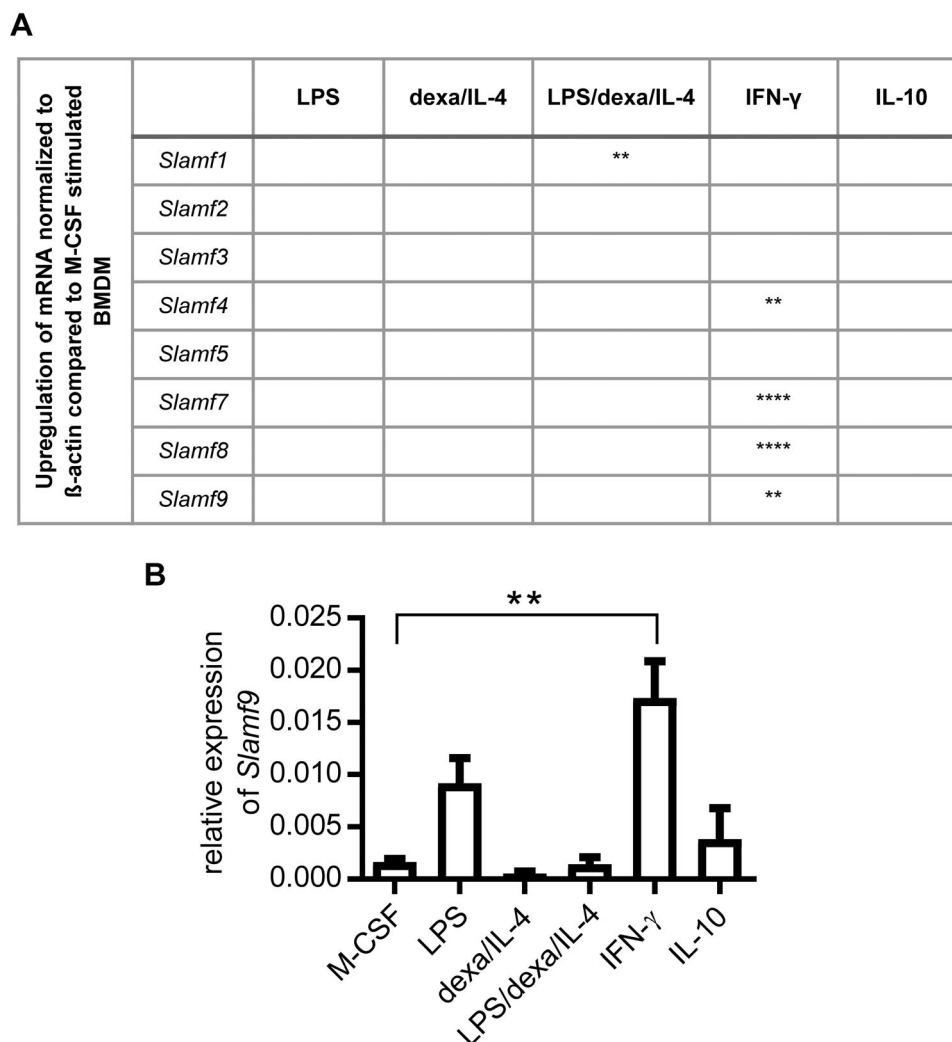 A
Upregulation of mRNA normalized to
ß-actin compared to M-CSF stimulated
BMDM
LPS dexa/IL-4 LPS/dexa/IL-4 IFN-γ IL-10
Slamf1 **
Slamf2
Slamf3
Slamf4 **
Slamf5
Slamf7 ****
Slamf8 ****
Slamf9 **
B
**
relative expression
of Slamf9
0.025
0.020
0.015
0.010
0.005
0.000
M-CSF LPS dexa/IL-4 LPS/dexa/IL-4 IFN-γ IL-10